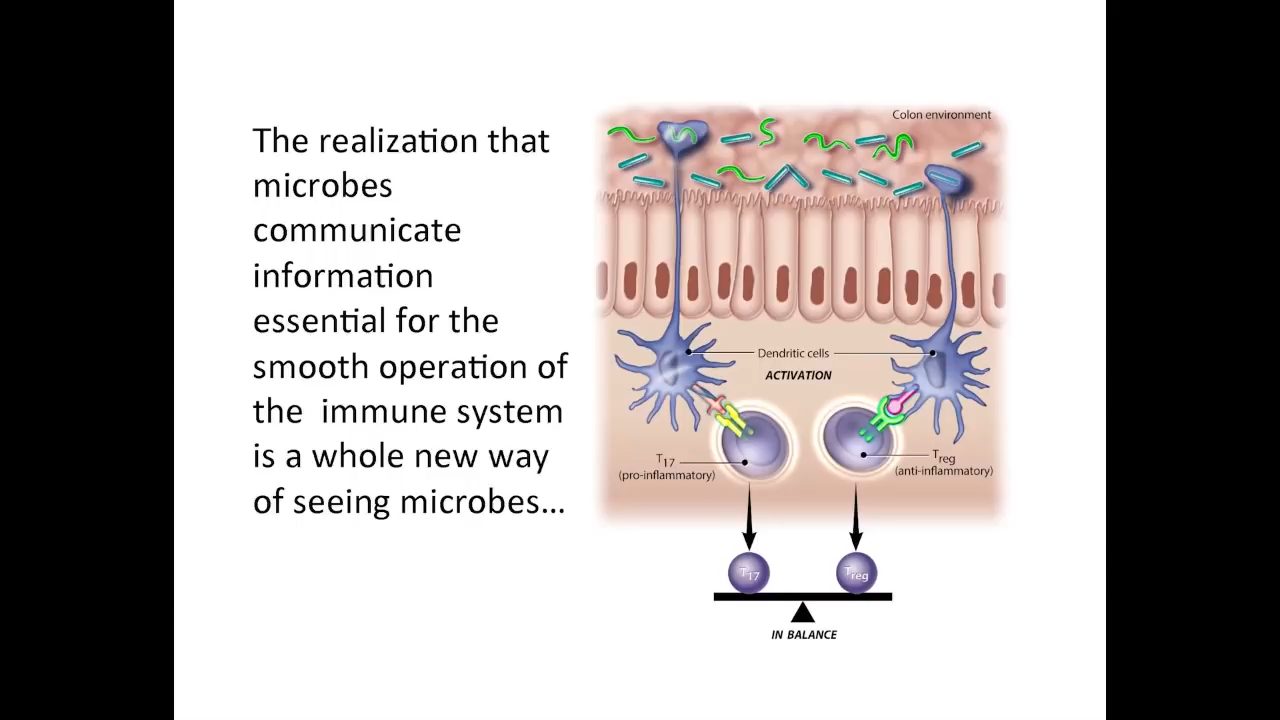 The realization that
microbes
communicate
information
essential for the
smooth operation of
the  immune system
is a whole new way
of seeing microbes...
Colon environment
Dendritic cells
ACTIVATION
T17
(pro-inflammatory)
Treg
(anti-inflammatory)
T17
Treg
IN BALANCE